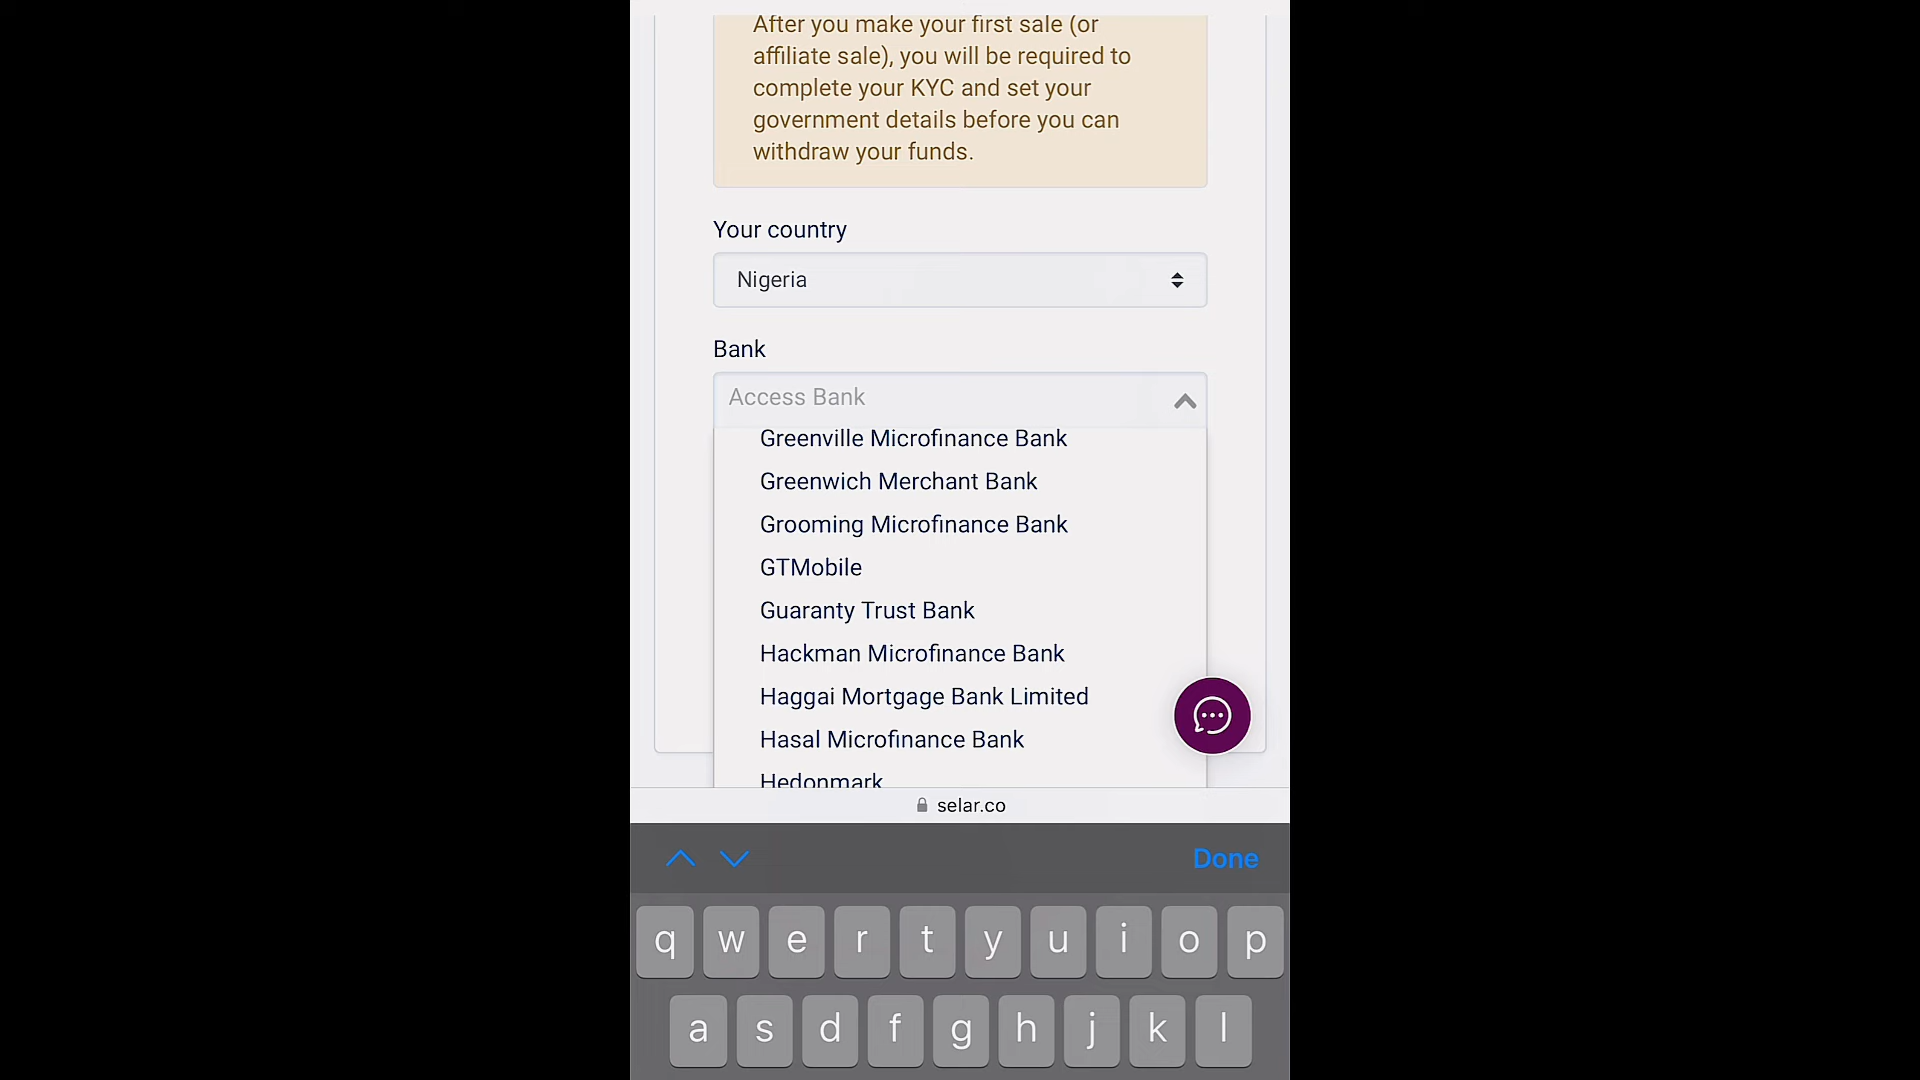 After you make your first sale (or
affiliate sale), you will be required to
complete your KYC and set your
government details before you can
withdraw your funds.
Your country
Nigeria
Bank
Access Bank
Greenville Microfinance Bank
Greenwich Merchant Bank
Grooming Microfinance Bank
GTMobile
Guaranty Trust Bank
Hackman Microfinance Bank
Haggai Mortgage Bank Limited
Hasal Microfinance Bank
Hedonmark
selar.co
Done
q w e r t y u i o p
a s d f g h j k l